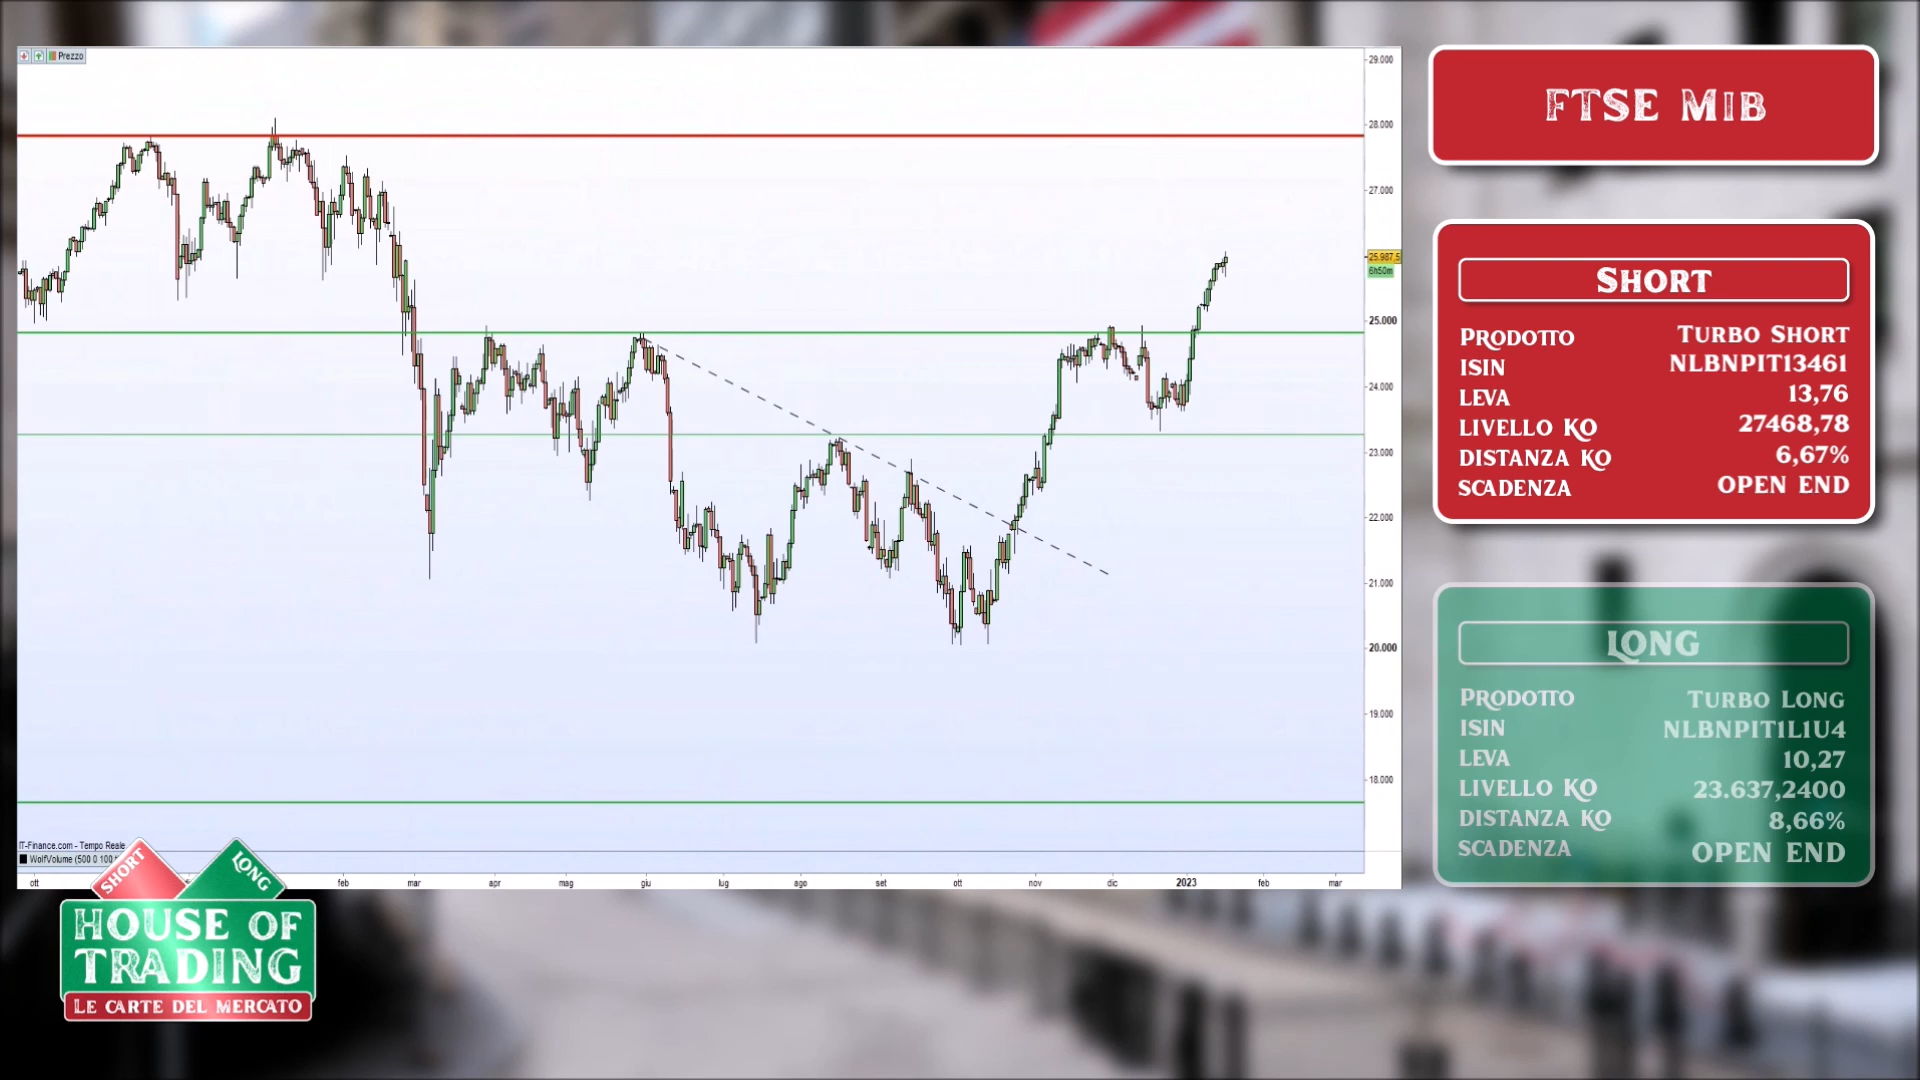 Prezzo
29.000
28.000
27.000
25.987,5
6h50m
25.000
24.000
23.000
22.000
21.000
20.000
19.000
18.000
IT-Finance.com - Tempo Reale
WolfVolume (500 0 100
ott
feb
mar
apr
mag
giu
lug
ago
set
ott
nov
dic
2023
feb
mar
FTSE MIB
SHORT
PRODOTTO TURBO SHORT
ISIN NLBNPIT13461
LEVA 13,76
LIVELLO KO 27468,78
DISTANZA KO 6,67%
SCADENZA OPEN END
LONG
PRODOTTO TURBO LONG
ISIN NLBNPIT1L1U4
LEVA 10,27
LIVELLO KO 23.637,2400
DISTANZA KO 8,66%
SCADENZA OPEN END
SHORT
LONG
HOUSE OF
TRADING
LE CARTE DEL MERCATO